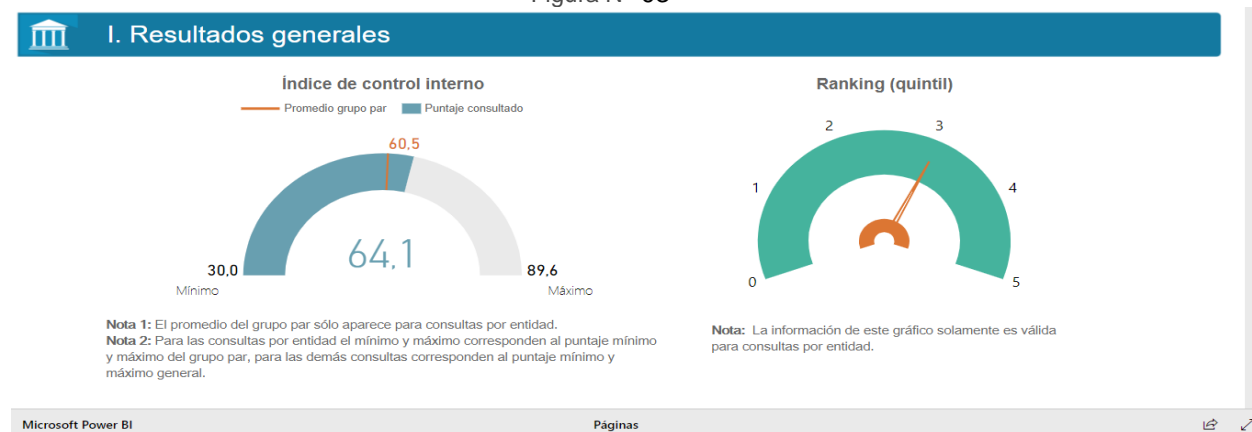 Figura N° 08
I. Resultados generales
Índice de control interno
Promedio grupo par Puntaje consultado
60,5
64,1
30,0
Mínimo
89,6
Máximo
Nota 1: El promedio del grupo par sólo aparece para consultas por entidad.
Nota 2: Para las consultas por entidad el mínimo y máximo corresponden al puntaje mínimo
y máximo del grupo par, para las demás consultas corresponden al puntaje mínimo y
máximo general.
Ranking (quintil)
0
1
2
3
4
5
Nota: La información de este gráfico solamente es válida
para consultas por entidad.
Microsoft Power BI
Páginas